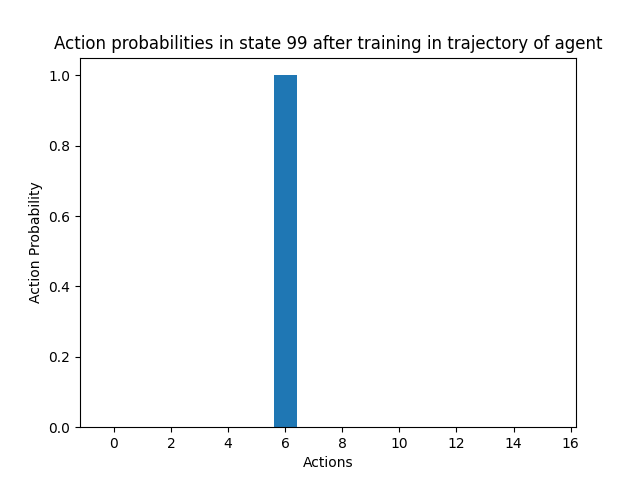 Action probabilities in state 99 after training in trajectory of agent
1.0
0.8
0.6
0.4
0.2
0.0
Action Probability
0 2 4 6 8 10 12 14 16
Actions